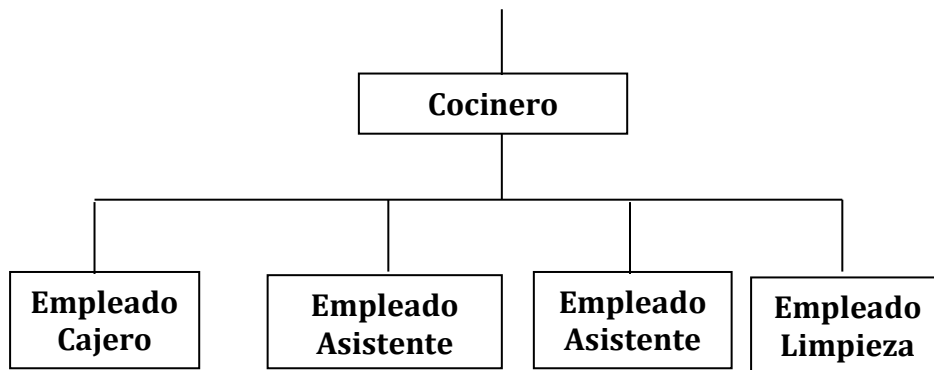 Cocinero
Empleado
Cajero
Empleado
Asistente
Empleado
Asistente
Empleado
Limpieza